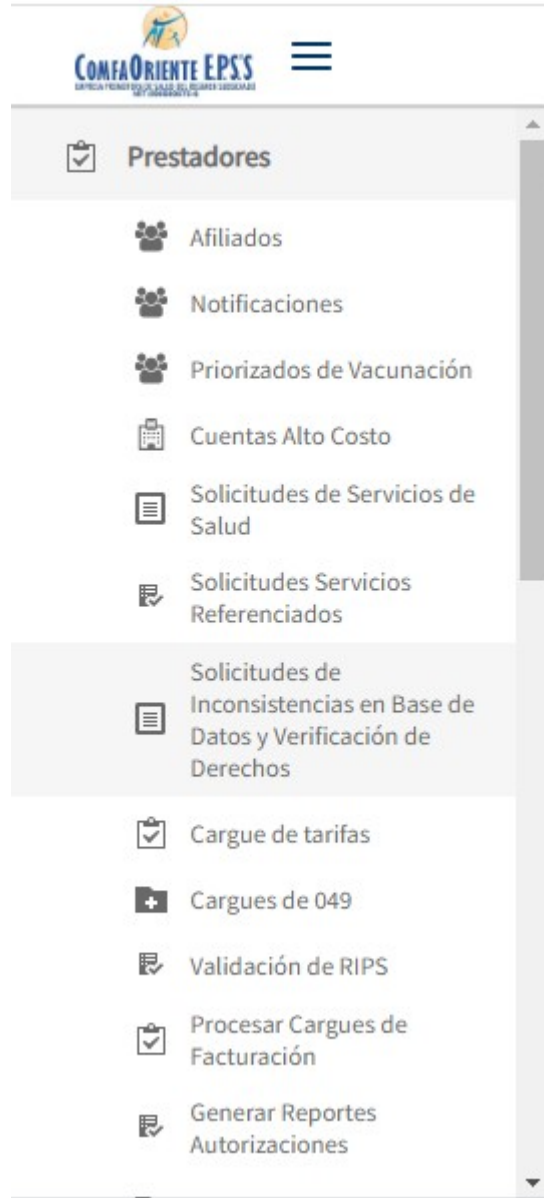 COMFAORIENTE EPS'S
Prestadores
Afiliados
Notificaciones
Priorizados de Vacunación
Cuentas Alto Costo
Solicitudes de Servicios de
Salud
Solicitudes Servicios
Referenciados
Solicitudes de
Inconsistencias en Base de
Datos y Verificación de
Derechos
Cargue de tarifas
Cargues de 049
Validación de RIPS
Procesar Cargues de
Facturación
Generar Reportes
Autorizaciones